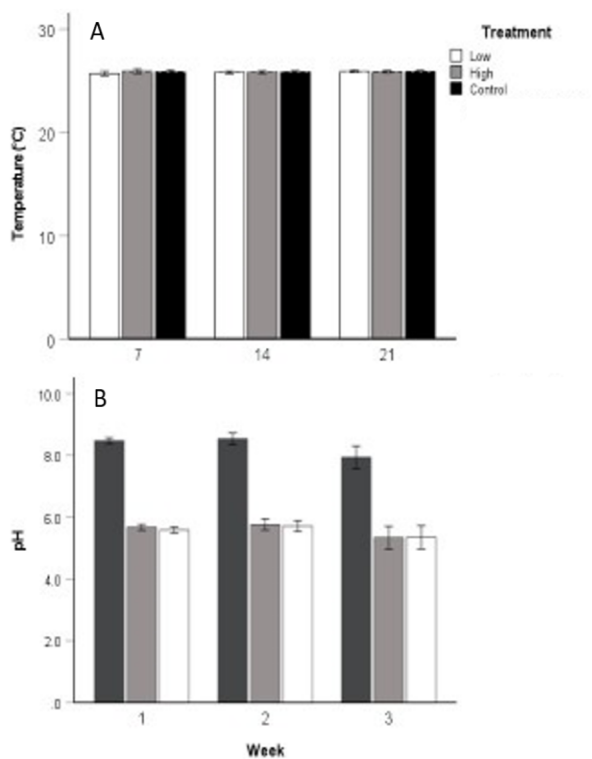 A
Treatment
Low
High
Control
Temperature (°C)
30
20
10
0
7 14 21
B
pH
10.0
8.0
6.0
4.0
2.0
.0
1 2 3
Week